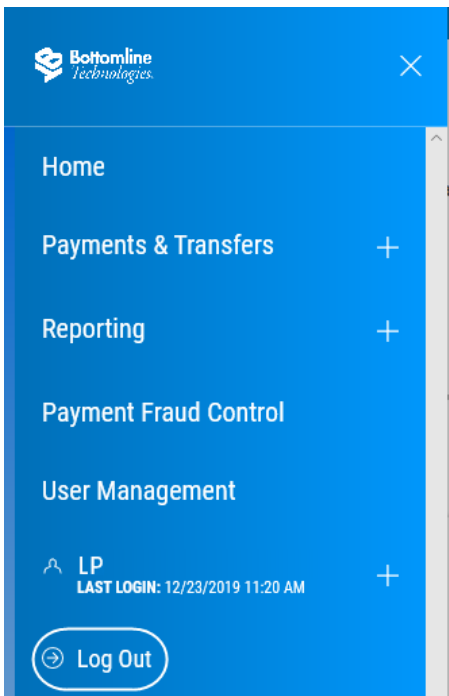 Bottomline
Technologies.
Home
Payments & Transfers
Reporting
Payment Fraud Control
User Management
LP
LAST LOGIN: 12/23/2019 11:20 AM
Log Out